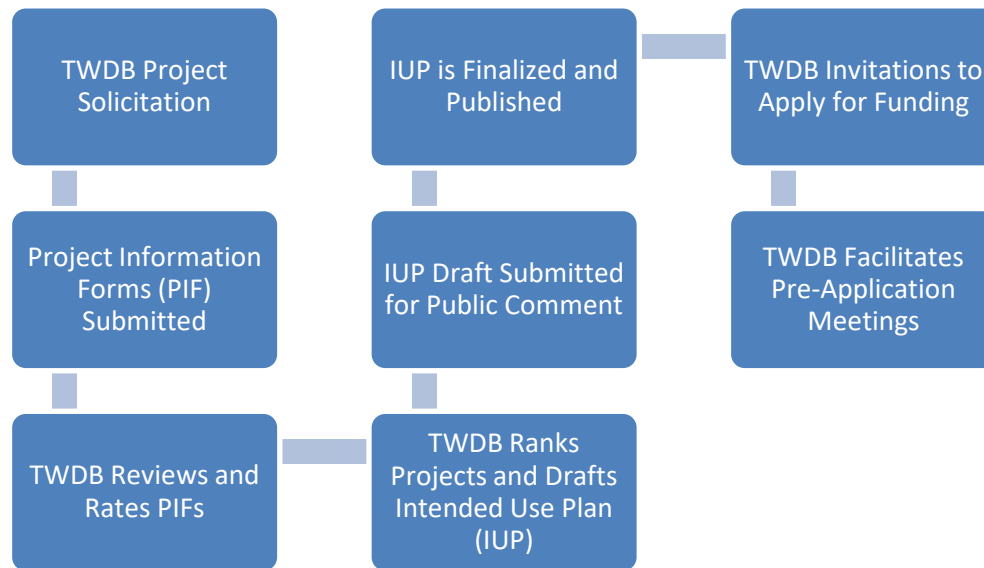 TWDB Project
Solicitation
Project Information
Forms (PIF)
Submitted
TWDB Reviews and
Rates PIFs
TWDB Ranks
Projects and Drafts
Intended Use Plan
(IUP)
IUP Draft Submitted
for Public Comment
IUP is Finalized and
Published
TWDB Invitations to
Apply for Funding
TWDB Facilitates
Pre-Application
Meetings